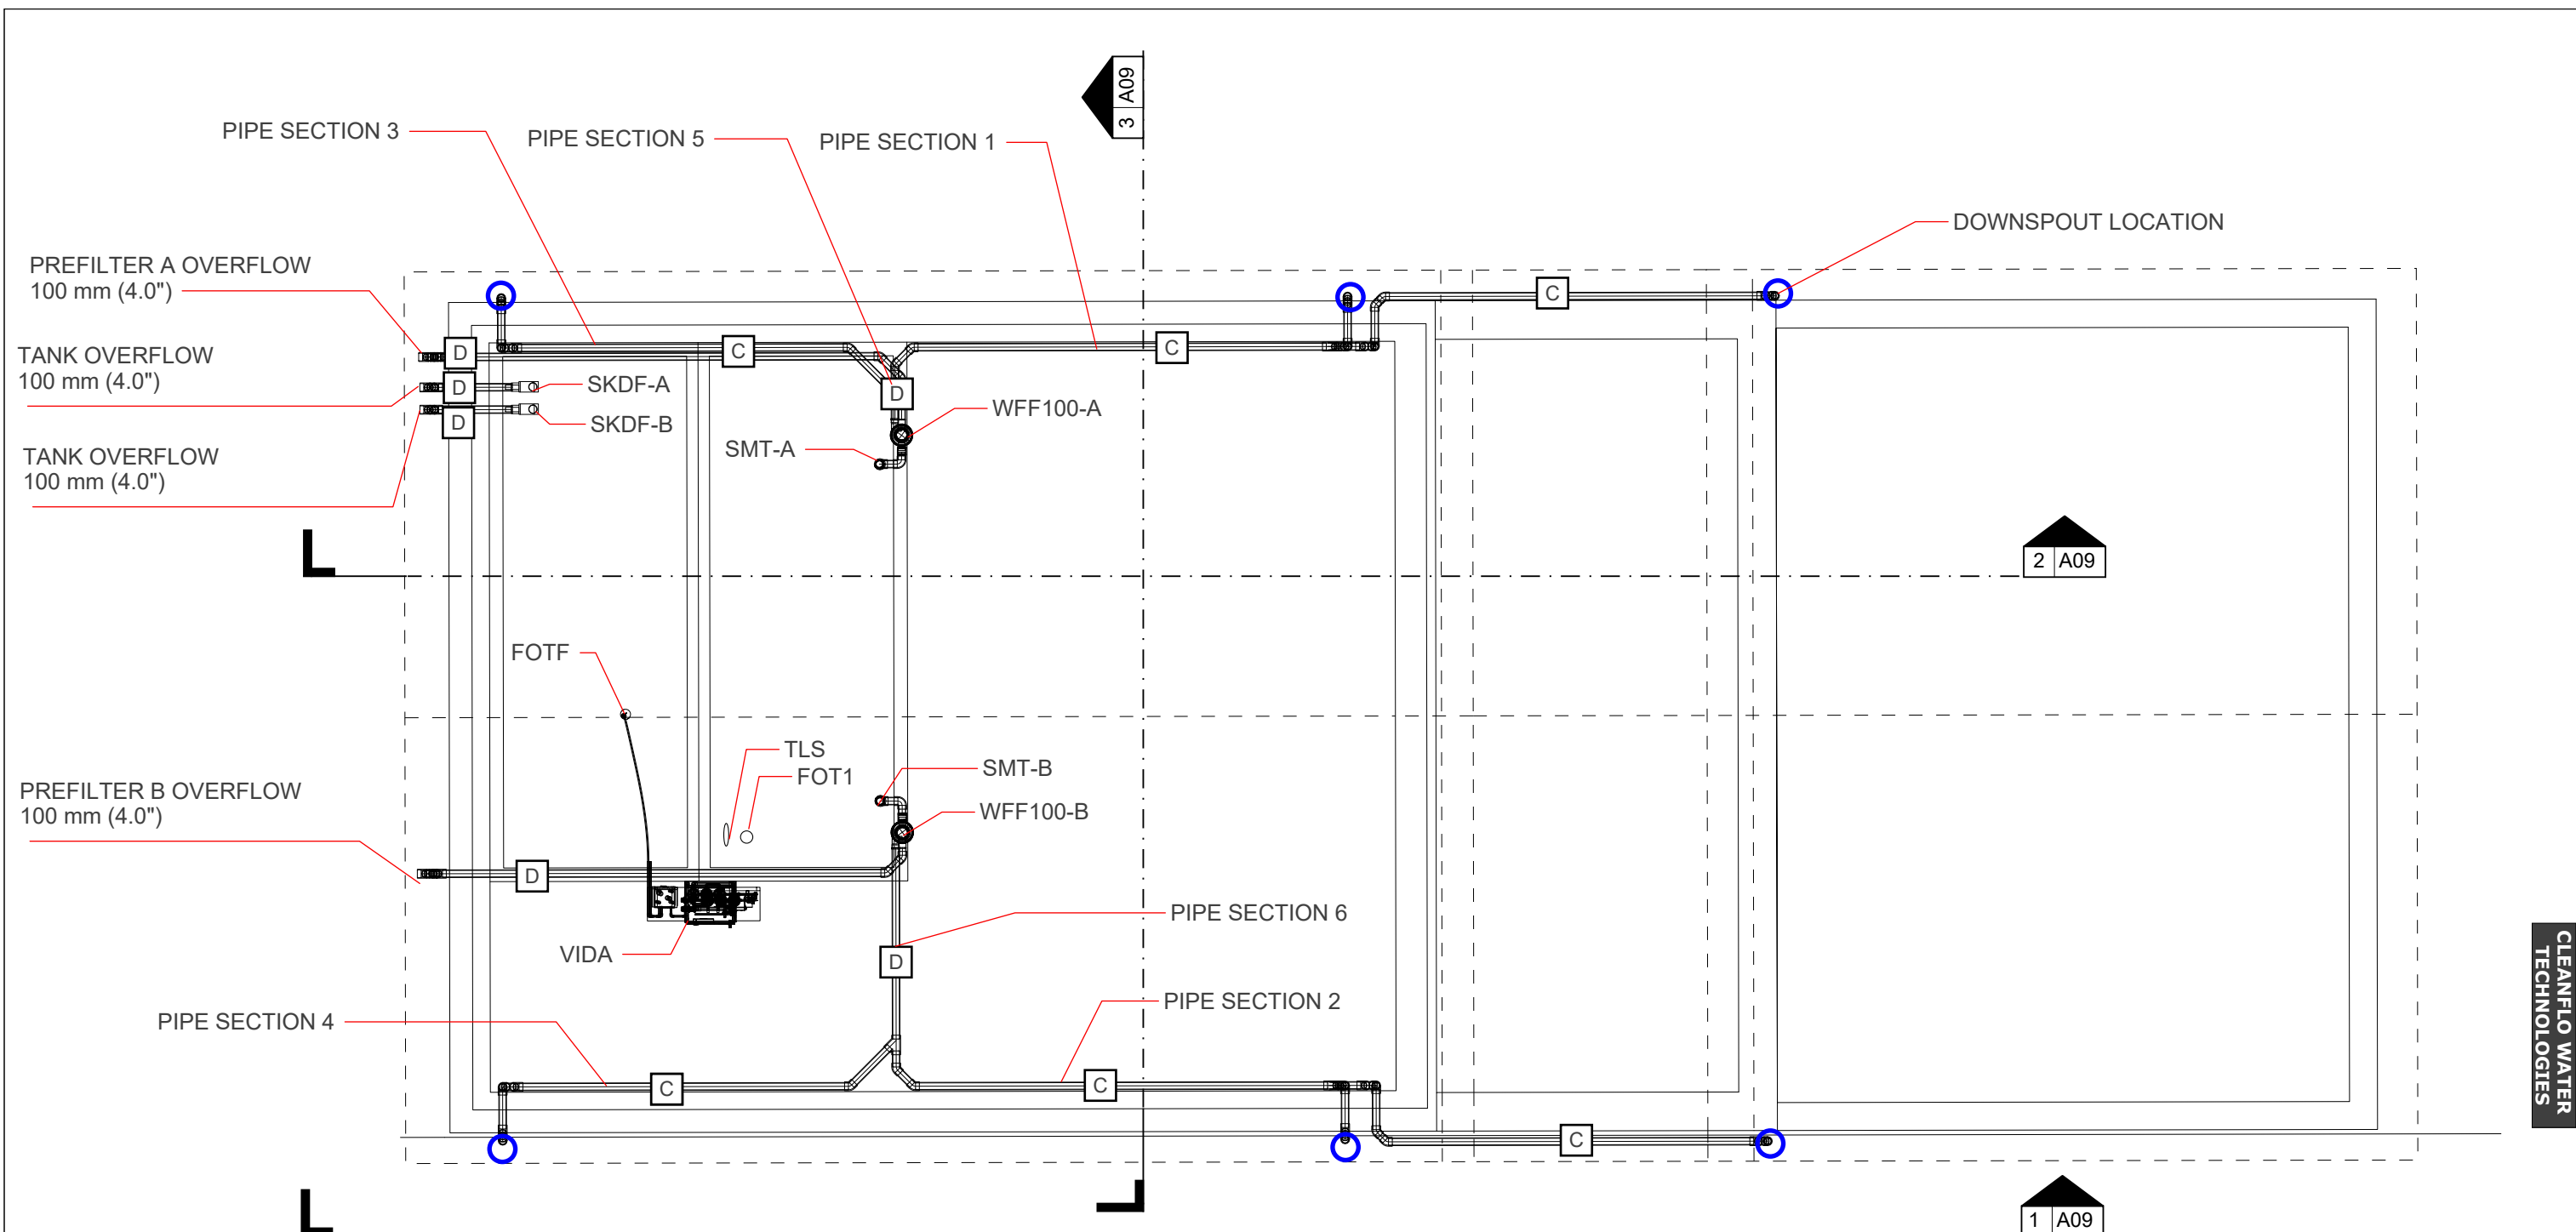 3 A09
PIPE SECTION 3
PIPE SECTION 5
PIPE SECTION 1
DOWNSPOUT LOCATION
PREFILTER A OVERFLOW
100 mm (4.0")
C
TANK OVERFLOW
100 mm (4.0")
D
C
C
D
SKDF-A
D
WFF100-A
D
SKDF-B
SMT-A
TANK OVERFLOW
100 mm (4.0")
2 A09
FOTF
TLS
FOT1
SMT-B
PREFILTER B OVERFLOW
100 mm (4.0")
WFF100-B
D
PIPE SECTION 6
VIDA
D
PIPE SECTION 4
PIPE SECTION 2
C
C
C
CLEANFLO WATER
TECHNOLOGIES
1 A09